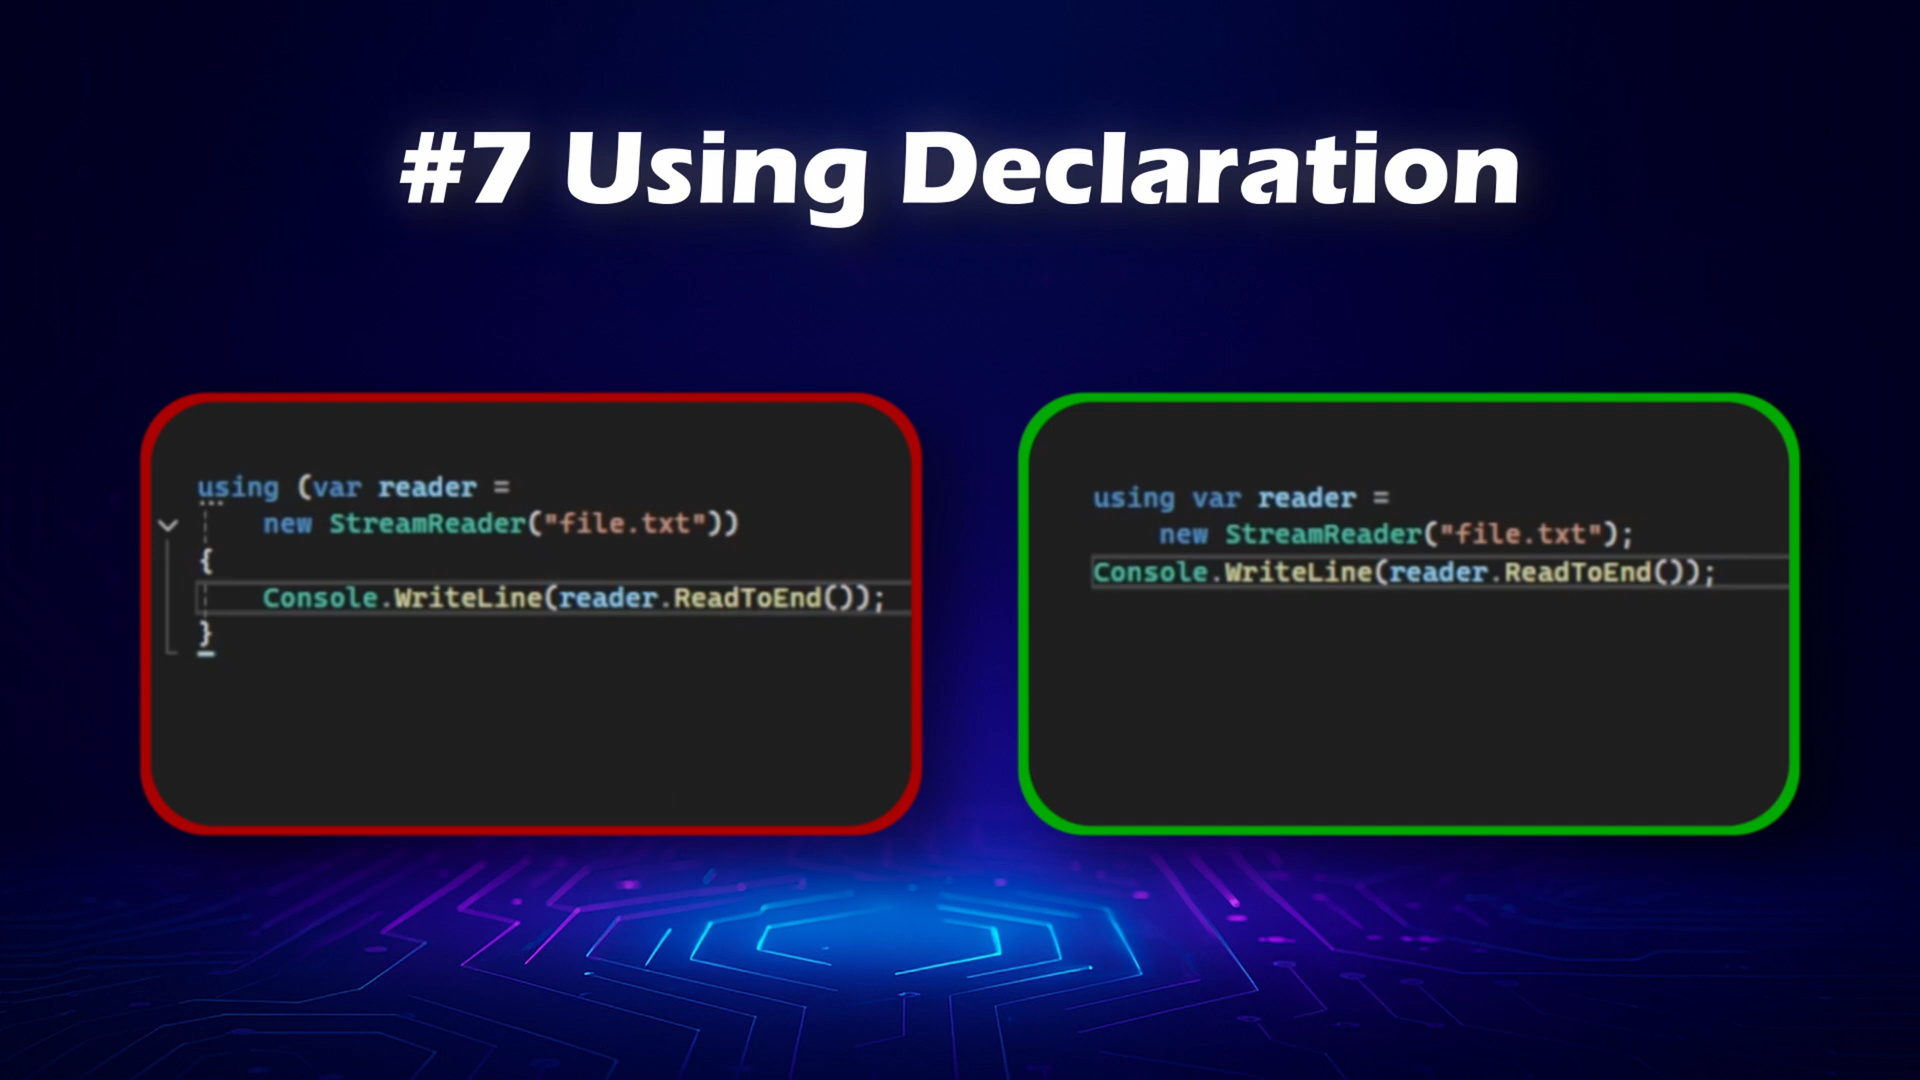 #7 Using Declaration
using (var reader =
new StreamReader("file.txt"))
{
Console.WriteLine(reader.ReadToEnd());
}
using var reader =
new StreamReader("file.txt");
Console.WriteLine(reader.ReadToEnd());